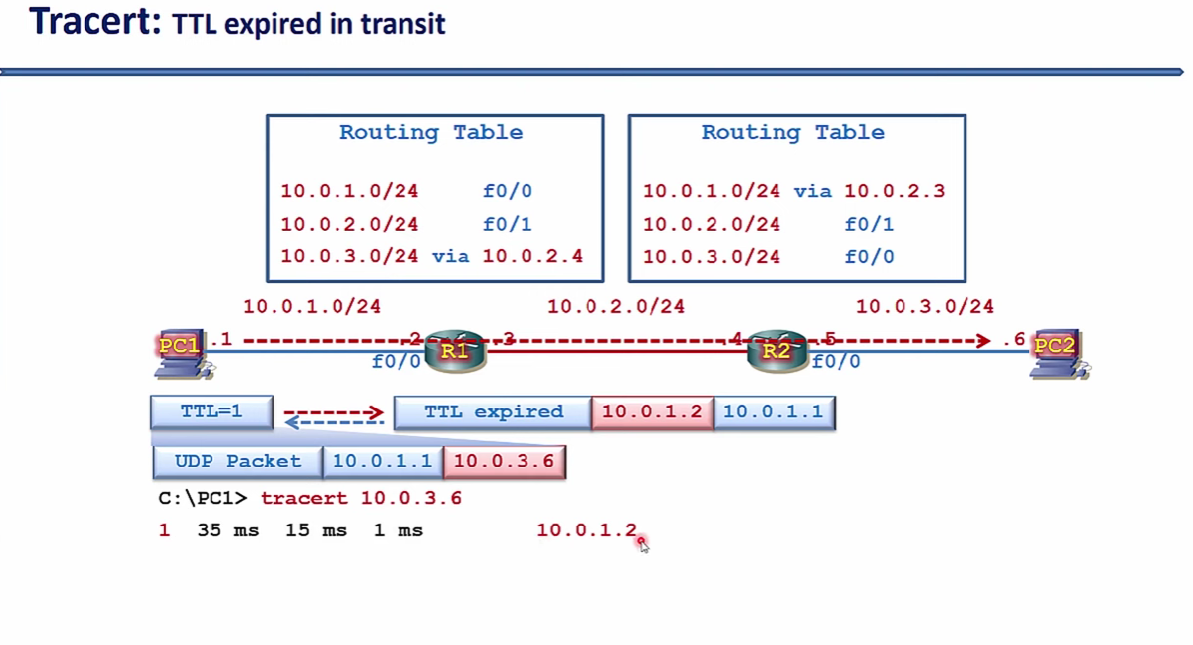 Tracert: TTL expired in transit
Routing Table
10.0.1.0/24 f0/0
10.0.2.0/24 f0/1
10.0.3.0/24 via 10.0.2.4
Routing Table
10.0.1.0/24 via 10.0.2.3
10.0.2.0/24 f0/1
10.0.3.0/24 f0/0
10.0.1.0/24 10.0.2.0/24 10.0.3.0/24
PC1 .1 .2 R1 .3 .4 R2 .5 .6 PC2
f0/0 f0/0
TTL=1 TTL expired 10.0.1.2 10.0.1.1
UDP Packet 10.0.1.1 10.0.3.6
C:\PC1> tracert 10.0.3.6
1 35 ms 15 ms 1 ms 10.0.1.2